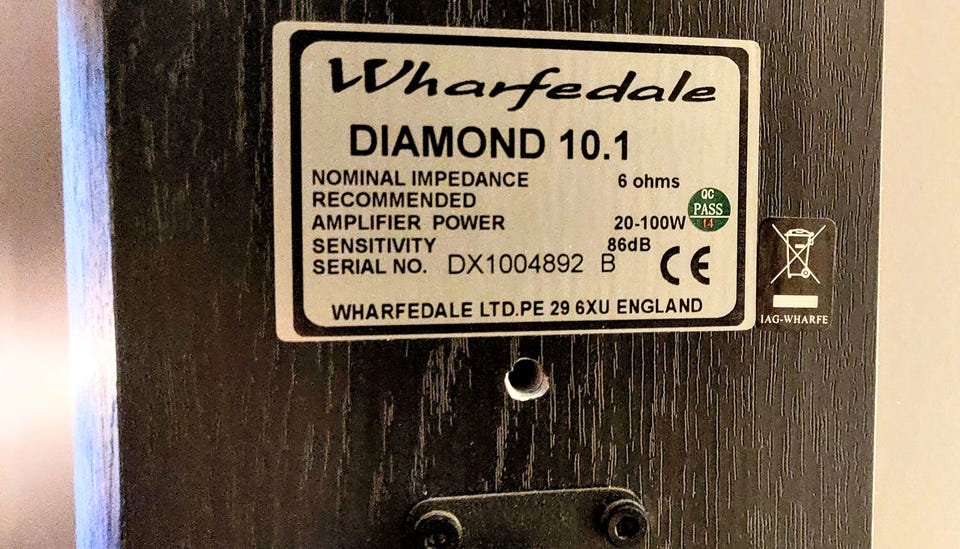 Wharfedale
DIAMOND 10.1
NOMINAL IMPEDANCE 6 ohms
RECOMMENDED
AMPLIFIER POWER 20-100W
SENSITIVITY 86dB
SERIAL NO. DX1004892 B
CE
WHARFEDALE LTD.PE 29 6XU ENGLAND
QC
PASS
14
IAG-WHARFE